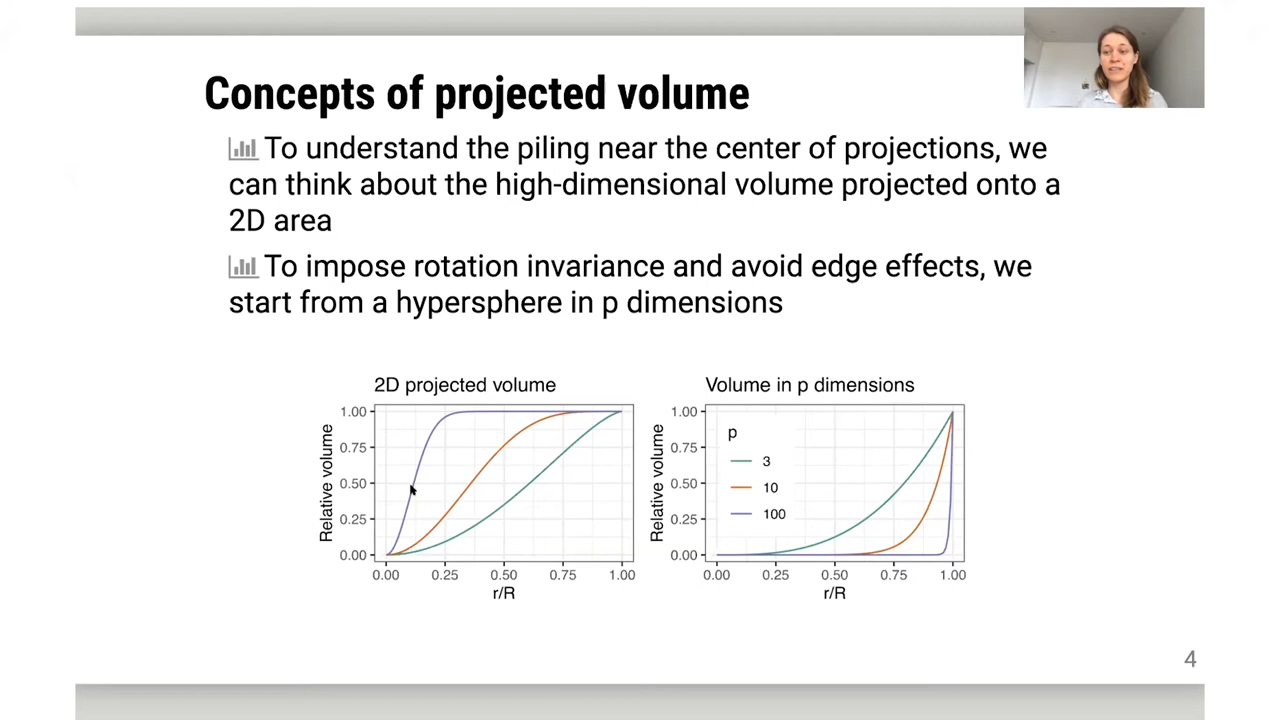 Concepts of projected volume
To understand the piling near the center of projections, we
can think about the high-dimensional volume projected onto a
2D area
To impose rotation invariance and avoid edge effects, we
start from a hypersphere in p dimensions
2D projected volume
Relative volume
1.00
0.75
0.50
0.25
0.00
0.00 0.25 0.50 0.75 1.00
r/R
Volume in p dimensions
Relative volume
1.00
0.75
0.50
0.25
0.00
p
3
10
100
0.00 0.25 0.50 0.75 1.00
r/R
4